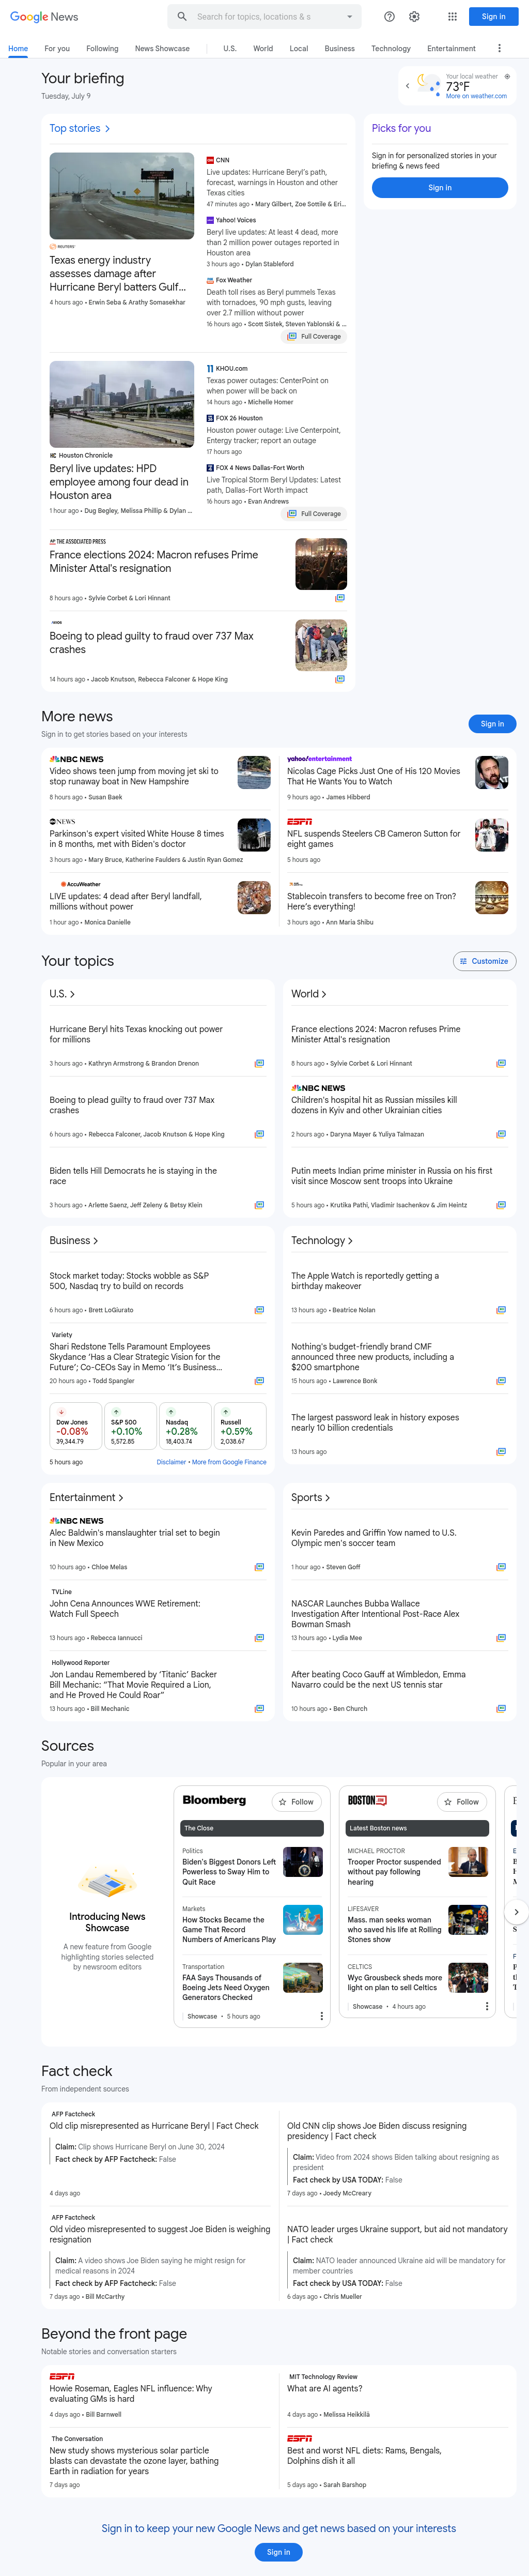 Google News
Search for topics, locations & s
Sign in
Home
For you
Following
News Showcase
U.S.
World
Local
Business
Technology
Entertainment
Your briefing
Tuesday, July 9
Your local weather
73°F
More on weather.com
Top stories
REUTERS
Texas energy industry
assesses damage after
Hurricane Beryl batters Gulf...
4 hours ago • Erwin Seba & Arathy Somasekhar
CNN
Live updates: Hurricane Beryl's path,
forecast, warnings in Houston and other
Texas cities
47 minutes ago • Mary Gilbert, Zoe Sottile & Eri...
Yahoo! Voices
Beryl live updates: At least 4 dead, more
than 2 million power outages reported in
Houston area
3 hours ago • Dylan Stableford
Fox Weather
Death toll rises as Beryl pummels Texas
with tornadoes, 90 mph gusts, leaving
over 2.7 million without power
16 hours ago • Scott Sistek, Steven Yablonski & ...
Full Coverage
Picks for you
Sign in for personalized stories in your
briefing & news feed
Sign in
Houston Chronicle
Beryl live updates: HPD
employee among four dead in
Houston area
1 hour ago • Dug Begley, Melissa Phillip & Dylan ...
KHOU.com
Texas power outages: CenterPoint on
when power will be back on
14 hours ago • Michelle Homer
FOX 26 Houston
Houston power outage: Live Centerpoint,
Entergy tracker; report an outage
17 hours ago
FOX 4 News Dallas-Fort Worth
Live Tropical Storm Beryl Updates: Latest
path, Dallas-Fort Worth impact
16 hours ago • Evan Andrews
Full Coverage
AP THE ASSOCIATED PRESS
France elections 2024: Macron refuses Prime
Minister Attal's resignation
8 hours ago • Sylvie Corbet & Lori Hinnant
AXIOS
Boeing to plead guilty to fraud over 737 Max
crashes
14 hours ago • Jacob Knutson, Rebecca Falconer & Hope King
More news
Sign in to get stories based on your interests
Sign in
NBC NEWS
Video shows teen jump from moving jet ski to
stop runaway boat in New Hampshire
8 hours ago • Susan Baek
yahoo!entertainment
Nicolas Cage Picks Just One of His 120 Movies
That He Wants You to Watch
9 hours ago • James Hibberd
abc NEWS
Parkinson's expert visited White House 8 times
in 8 months, met with Biden's doctor
3 hours ago • Mary Bruce, Katherine Faulders & Justin Ryan Gomez
ESPN
NFL suspends Steelers CB Cameron Sutton for
eight games
5 hours ago
AccuWeather
LIVE updates: 4 dead after Beryl landfall,
millions without power
1 hour ago • Monica Danielle
Stablecoin transfers to become free on Tron?
Here's everything!
3 hours ago • Ann Maria Shibu
Your topics
Customize
U.S.
Hurricane Beryl hits Texas knocking out power
for millions
3 hours ago • Kathryn Armstrong & Brandon Drenon
Boeing to plead guilty to fraud over 737 Max
crashes
6 hours ago • Rebecca Falconer, Jacob Knutson & Hope King
Biden tells Hill Democrats he is staying in the
race
3 hours ago • Arlette Saenz, Jeff Zeleny & Betsy Klein
World
France elections 2024: Macron refuses Prime
Minister Attal's resignation
8 hours ago • Sylvie Corbet & Lori Hinnant
NBC NEWS
Children's hospital hit as Russian missiles kill
dozens in Kyiv and other Ukrainian cities
2 hours ago • Daryna Mayer & Yuliya Talmazan
Putin meets Indian prime minister in Russia on his first
visit since Moscow sent troops into Ukraine
5 hours ago • Krutika Pathi, Vladimir Isachenkov & Jim Heintz
Business
Stock market today: Stocks wobble as S&P
500, Nasdaq try to build on records
6 hours ago • Brett LoGiurato
Variety
Shari Redstone Tells Paramount Employees
Skydance 'Has a Clear Strategic Vision for the
Future'; Co-CEOs Say in Memo 'It's Business...
20 hours ago • Todd Spangler
Dow Jones
-0.08%
39,344.79
S&P 500
+0.10%
5,572.85
Nasdaq
+0.28%
18,403.74
Russell
+0.59%
2,038.67
5 hours ago
Disclaimer • More from Google Finance
Technology
The Apple Watch is reportedly getting a
birthday makeover
13 hours ago • Beatrice Nolan
Nothing's budget-friendly brand CMF
announced three new products, including a
$200 smartphone
15 hours ago • Lawrence Bonk
The largest password leak in history exposes
nearly 10 billion credentials
13 hours ago
Entertainment
NBC NEWS
Alec Baldwin's manslaughter trial set to begin
in New Mexico
10 hours ago • Chloe Melas
TVLine
John Cena Announces WWE Retirement:
Watch Full Speech
13 hours ago • Rebecca Iannucci
Hollywood Reporter
Jon Landau Remembered by 'Titanic' Backer
Bill Mechanic: "That Movie Required a Lion,
and He Proved He Could Roar"
13 hours ago • Bill Mechanic
Sports
Kevin Paredes and Griffin Yow named to U.S.
Olympic men's soccer team
1 hour ago • Steven Goff
NASCAR Launches Bubba Wallace
Investigation After Intentional Post-Race Alex
Bowman Smash
13 hours ago • Lydia Mee
After beating Coco Gauff at Wimbledon, Emma
Navarro could be the next US tennis star
10 hours ago • Ben Church
Sources
Popular in your area
Introducing News
Showcase
A new feature from Google
highlighting stories selected
by newsroom editors
Bloomberg
Follow
The Close
Politics
Biden's Biggest Donors Left
Powerless to Sway Him to
Quit Race
Markets
How Stocks Became the
Game That Record
Numbers of Americans Play
Transportation
FAA Says Thousands of
Boeing Jets Need Oxygen
Generators Checked
Showcase • 5 hours ago
BOSTON
Follow
Latest Boston news
MICHAEL PROCTOR
Trooper Proctor suspended
without pay following
hearing
LIFESAVER
Mass. man seeks woman
who saved his life at Rolling
Stones show
CELTICS
Wyc Grousbeck sheds more
light on plan to sell Celtics
Showcase • 4 hours ago
Fact check
From independent sources
AFP Factcheck
Old clip misrepresented as Hurricane Beryl | Fact Check
Claim: Clip shows Hurricane Beryl on June 30, 2024
Fact check by AFP Factcheck: False
4 days ago
Old CNN clip shows Joe Biden discuss resigning
presidency | Fact check
Claim: Video from 2024 shows Biden talking about resigning as
president
Fact check by USA TODAY: False
7 days ago • Joedy McCreary
AFP Factcheck
Old video misrepresented to suggest Joe Biden is weighing
resignation
Claim: A video shows Joe Biden saying he might resign for
medical reasons in 2024
Fact check by AFP Factcheck: False
7 days ago • Bill McCarthy
NATO leader urges Ukraine support, but aid not mandatory
| Fact check
Claim: NATO leader announced Ukraine aid will be mandatory for
member countries
Fact check by USA TODAY: False
6 days ago • Chris Mueller
Beyond the front page
Notable stories and conversation starters
ESPN
Howie Roseman, Eagles NFL influence: Why
evaluating GMs is hard
4 days ago • Bill Barnwell
MIT Technology Review
What are AI agents?
4 days ago • Melissa Heikkilä
The Conversation
New study shows mysterious solar particle
blasts can devastate the ozone layer, bathing
Earth in radiation for years
7 days ago
ESPN
Best and worst NFL diets: Rams, Bengals,
Dolphins dish it all
5 days ago • Sarah Barshop
Sign in to keep your new Google News and get news based on your interests
Sign in